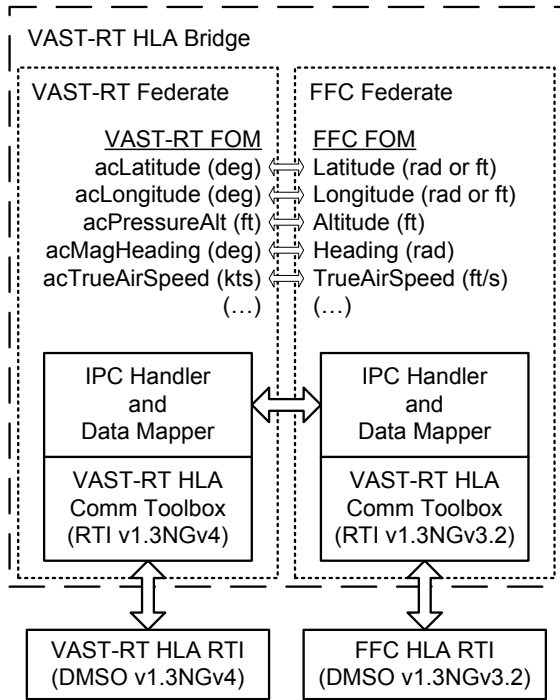 VAST-RT HLA Bridge
VAST-RT Federate
VAST-RT FOM
acLatitude (deg)
acLongitude (deg)
acPressureAlt (ft)
acMagHeading (deg)
acTrueAirSpeed (kts)
(…)
IPC Handler
and
Data Mapper
VAST-RT HLA
Comm Toolbox
(RTI v1.3NGv4)
FFC Federate
FFC FOM
Latitude (rad or ft)
Longitude (rad or ft)
Altitude (ft)
Heading (rad)
TrueAirSpeed (ft/s)
(…)
IPC Handler
and
Data Mapper
VAST-RT HLA
Comm Toolbox
(RTI v1.3NGv3.2)
VAST-RT HLA RTI
(DMSO v1.3NGv4)
FFC HLA RTI
(DMSO v1.3NGv3.2)